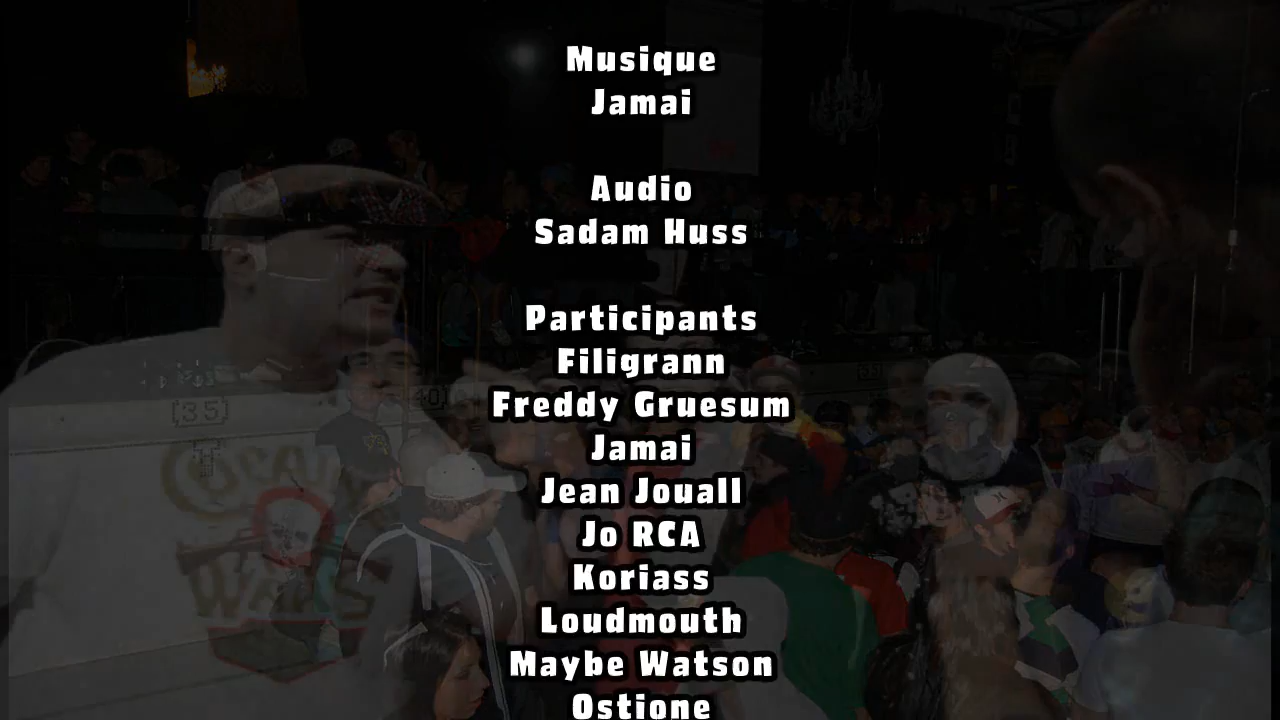 Musique
Jamai
Audio
Sadam Huss
Participants
Filigrann
Freddy Gruesum
Jamai
Jean Jouall
Jo RCA
Koriass
Loudmouth
Maybe Watson
Ostione
[35]